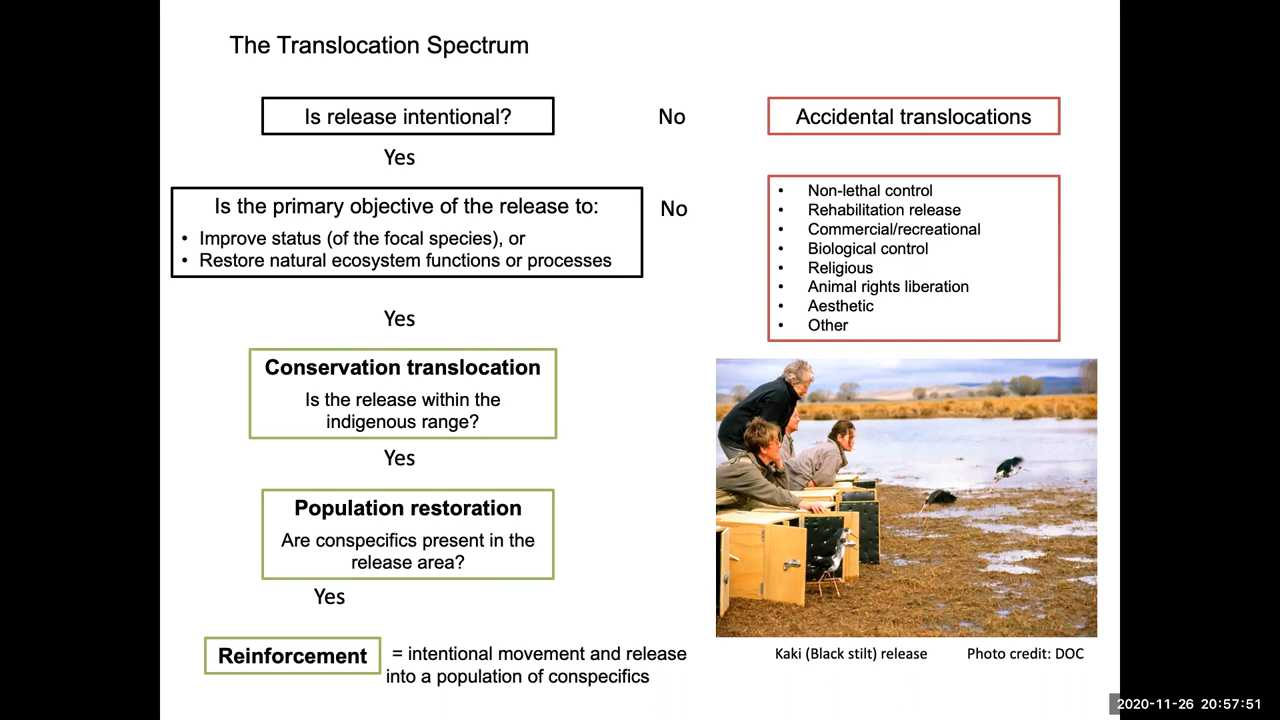 The Translocation Spectrum
Is release intentional?
No
Accidental translocations
Yes
Is the primary objective of the release to:
• Improve status (of the focal species), or
• Restore natural ecosystem functions or processes
No
• Non-lethal control
• Rehabilitation release
• Commercial/recreational
• Biological control
• Religious
• Animal rights liberation
• Aesthetic
• Other
Yes
Conservation translocation
Is the release within the
indigenous range?
Yes
Population restoration
Are conspecifics present in the
release area?
Yes
Reinforcement
= intentional movement and release
into a population of conspecifics
Kaki (Black stilt) release
Photo credit: DOC
2020-11-26 20:57:51